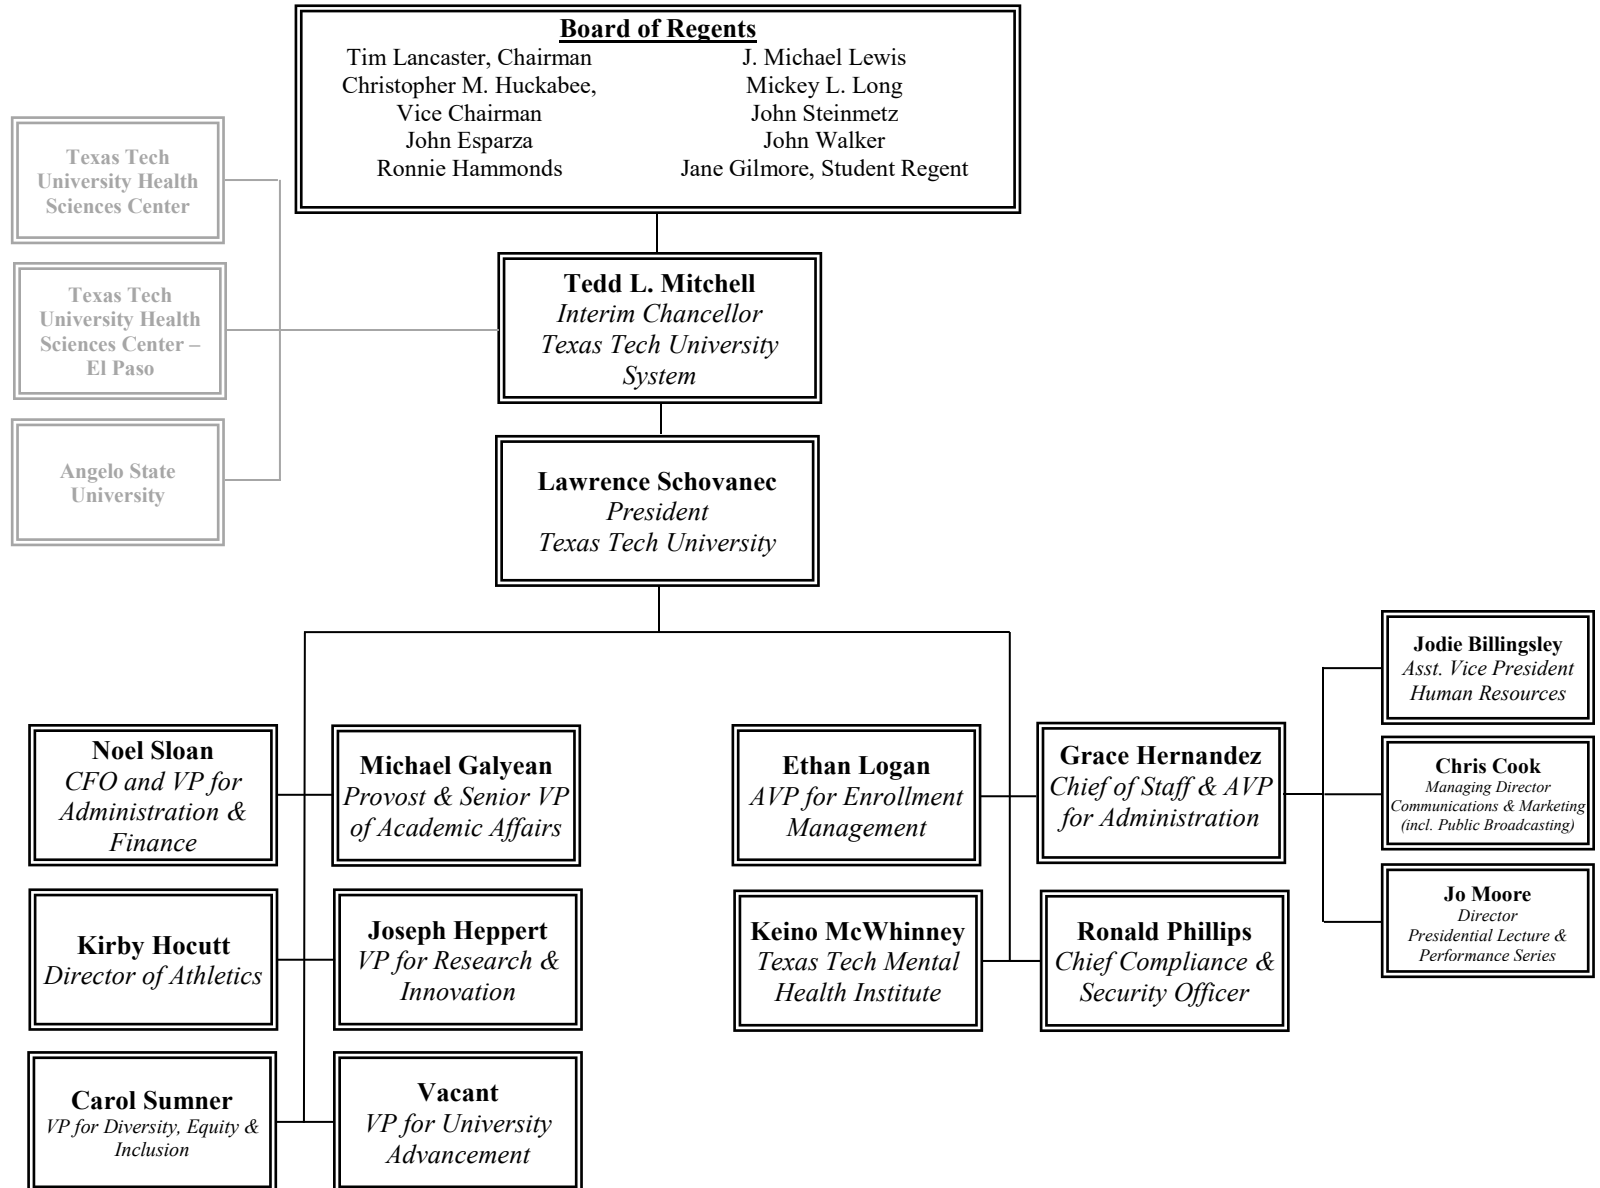 Board of Regents
Tim Lancaster, Chairman
Christopher M. Huckabee,
Vice Chairman
John Esparza
Ronnie Hammonds
J. Michael Lewis
Mickey L. Long
John Steinmetz
John Walker
Jane Gilmore, Student Regent
Texas Tech
University Health
Sciences Center
Texas Tech
University Health
Sciences Center –
El Paso
Angelo State
University
Tedd L. Mitchell
Interim Chancellor
Texas Tech University
System
Lawrence Schovanec
President
Texas Tech University
Noel Sloan
CFO and VP for
Administration &
Finance
Michael Galyean
Provost & Senior VP
of Academic Affairs
Ethan Logan
AVP for Enrollment
Management
Grace Hernandez
Chief of Staff & AVP
for Administration
Jodie Billingsley
Asst. Vice President
Human Resources
Chris Cook
Managing Director
Communications & Marketing
(incl. Public Broadcasting)
Jo Moore
Director
Presidential Lecture &
Performance Series
Kirby Hocutt
Director of Athletics
Joseph Heppert
VP for Research &
Innovation
Keino McWhinney
Texas Tech Mental
Health Institute
Ronald Phillips
Chief Compliance &
Security Officer
Carol Sumner
VP for Diversity, Equity &
Inclusion
Vacant
VP for University
Advancement